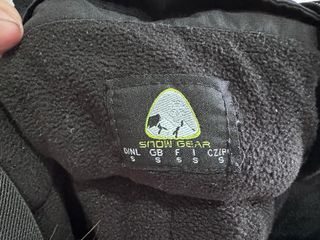 SNOW GEAR
D/NL GB F I CZ/PL
S S S S S